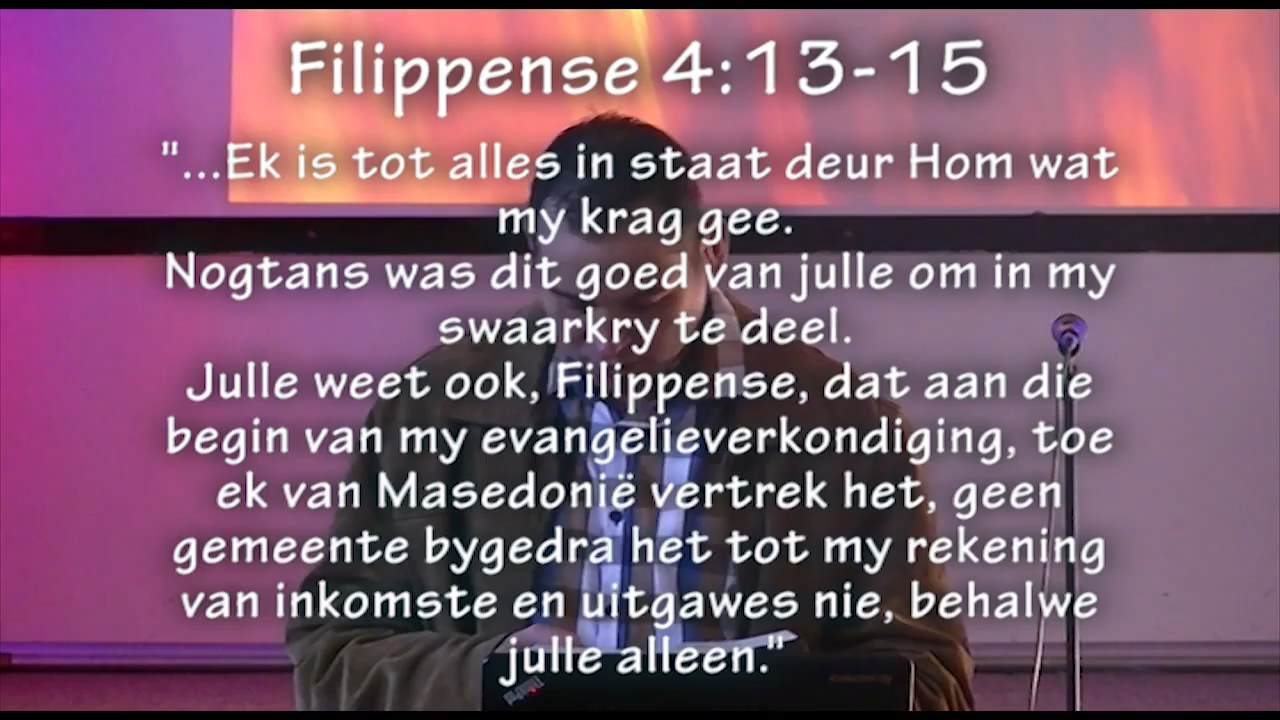 Filippense 4:13-15
"...Ek is tot alles in staat deur Hom wat
my krag gee.
Nogtans was dit goed van julle om in my
swaarkry te deel.
Julle weet ook, Filippense, dat aan die
begin van my evangelieverkondiging, toe
ek van Masedonië vertrek het, geen
gemeente bygedra het tot my rekening
van inkomste en uitgawes nie, behalwe
julle alleen."
ThinkPad